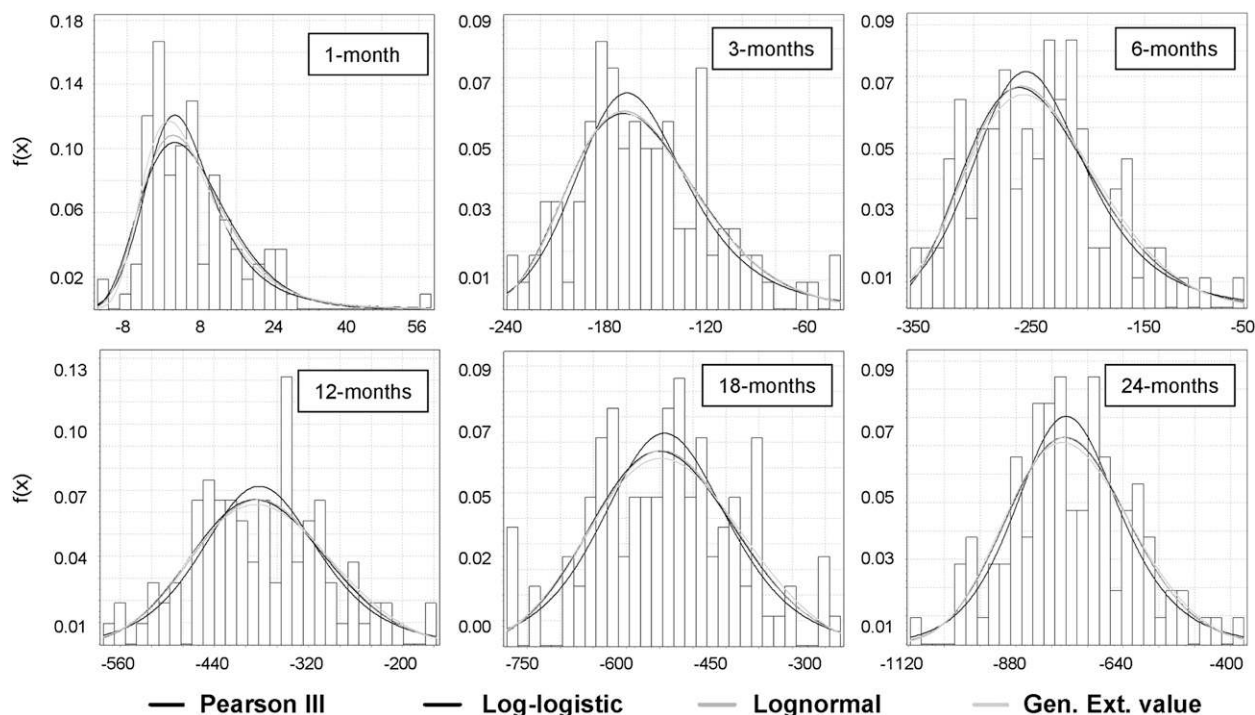 0.18
0.14
0.10
0.06
0.02
f(x)
1-month
-8 8 24 40 56
0.09
0.07
0.05
0.03
0.01
3-months
-240 -180 -120 -60
0.09
0.07
0.05
0.03
0.01
6-months
-350 -250 -150 -50
0.13
0.10
0.07
0.04
0.01
f(x)
12-months
-560 -440 -320 -200
0.09
0.07
0.05
0.02
0.00
18-months
-750 -600 -450 -300
0.09
0.07
0.05
0.03
0.01
24-months
-1120 -880 -640 -400
Pearson III Log-logistic Lognormal Gen. Ext. value